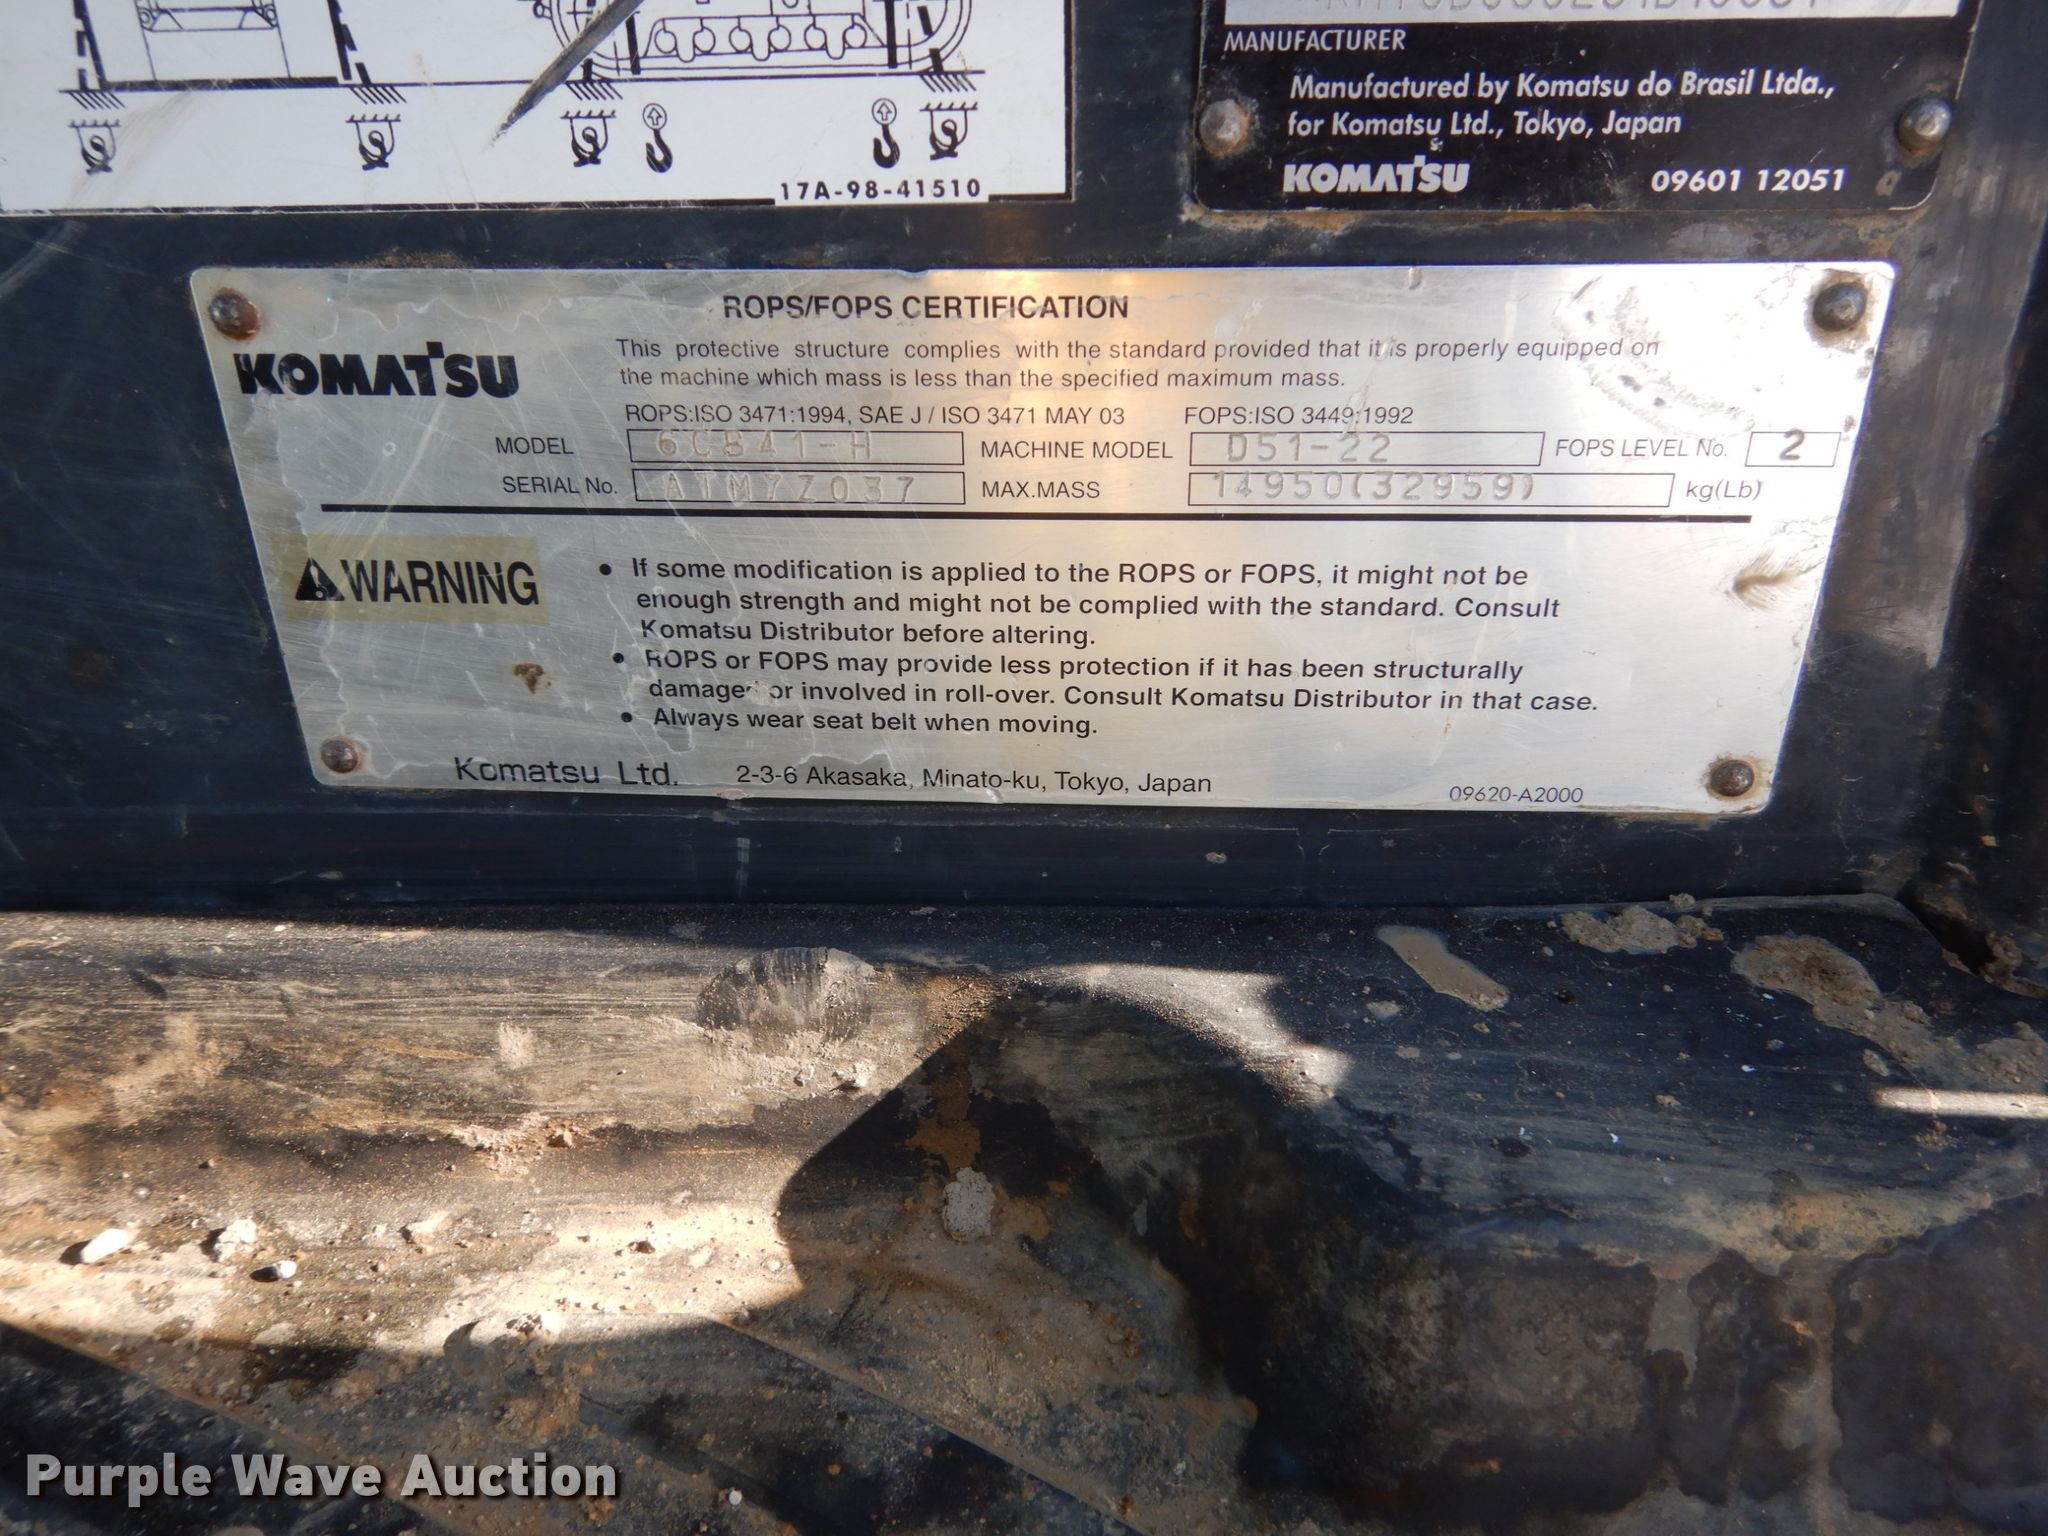 17A-98-41510
MANUFACTURER
Manufactured by Komatsu do Brasil Ltda.,
for Komatsu Ltd., Tokyo, Japan
KOMATSU 09601 12051
ROPS/FOPS CERTIFICATION
KOMATSU
This protective structure complies with the standard provided that it is properly equipped on
the machine which mass is less than the specified maximum mass.
ROPS:ISO 3471:1994, SAE J / ISO 3471 MAY 03 FOPS:ISO 3449:1992
MODEL 6CB41-H MACHINE MODEL D51-22 FOPS LEVEL No. 2
SERIAL No. MAX.MASS 14950(32959) kg(Lb)
WARNING
• If some modification is applied to the ROPS or FOPS, it might not be
enough strength and might not be complied with the standard. Consult
Komatsu Distributor before altering.
• ROPS or FOPS may provide less protection if it has been structurally
damaged or involved in roll-over. Consult Komatsu Distributor in that case.
• Always wear seat belt when moving.
Komatsu Ltd. 2-3-6 Akasaka, Minato-ku, Tokyo, Japan
09620-A2000
Purple Wave Auction